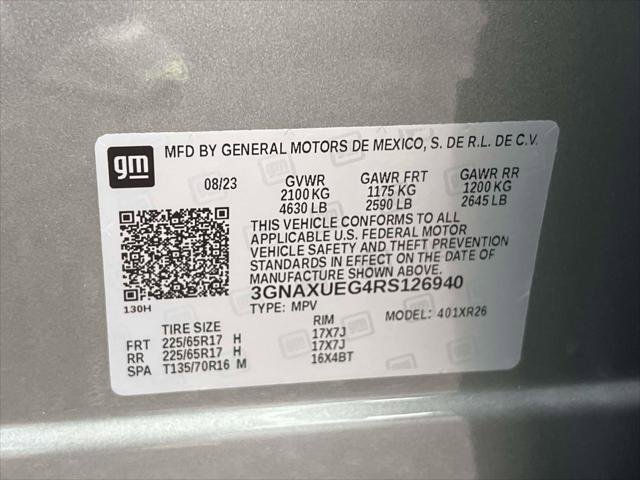 gm
MFD BY GENERAL MOTORS DE MEXICO, S. DE R.L. DE C.V.
08/23 GVWR GAWR FRT GAWR RR
2100 KG 1175 KG 1200 KG
4630 LB 2590 LB 2645 LB
THIS VEHICLE CONFORMS TO ALL
APPLICABLE U.S. FEDERAL MOTOR
VEHICLE SAFETY AND THEFT PREVENTION
STANDARDS IN EFFECT ON THE DATE OF
MANUFACTURE SHOWN ABOVE.
3GNAXUEG4RS126940
130H
TYPE: MPV MODEL: 401XR26
TIRE SIZE RIM
FRT 225/65R17 H 17X7J
RR 225/65R17 H 17X7J
SPA T135/70R16 M 16X4BT